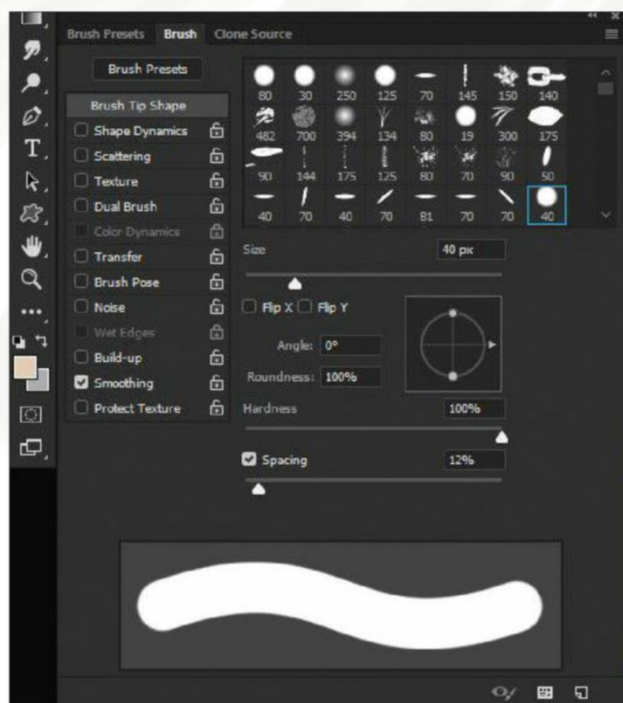 Brush Presets Brush Clone Source
Brush Presets
80 30 250 125 70 145 150 140
482 700 394 134 80 19 300 175
90 144 175 125 80 70 90 50
40 70 40 70 81 70 70 40
Brush Tip Shape
Shape Dynamics
Scattering
Texture
Dual Brush
Color Dynamics
Transfer
Brush Pose
Noise
Wet Edges
Build-up
Smoothing
Protect Texture
Size 40 px
Flip X Flip Y
Angle: 0°
Roundness: 100%
Hardness 100%
Spacing 12%
T